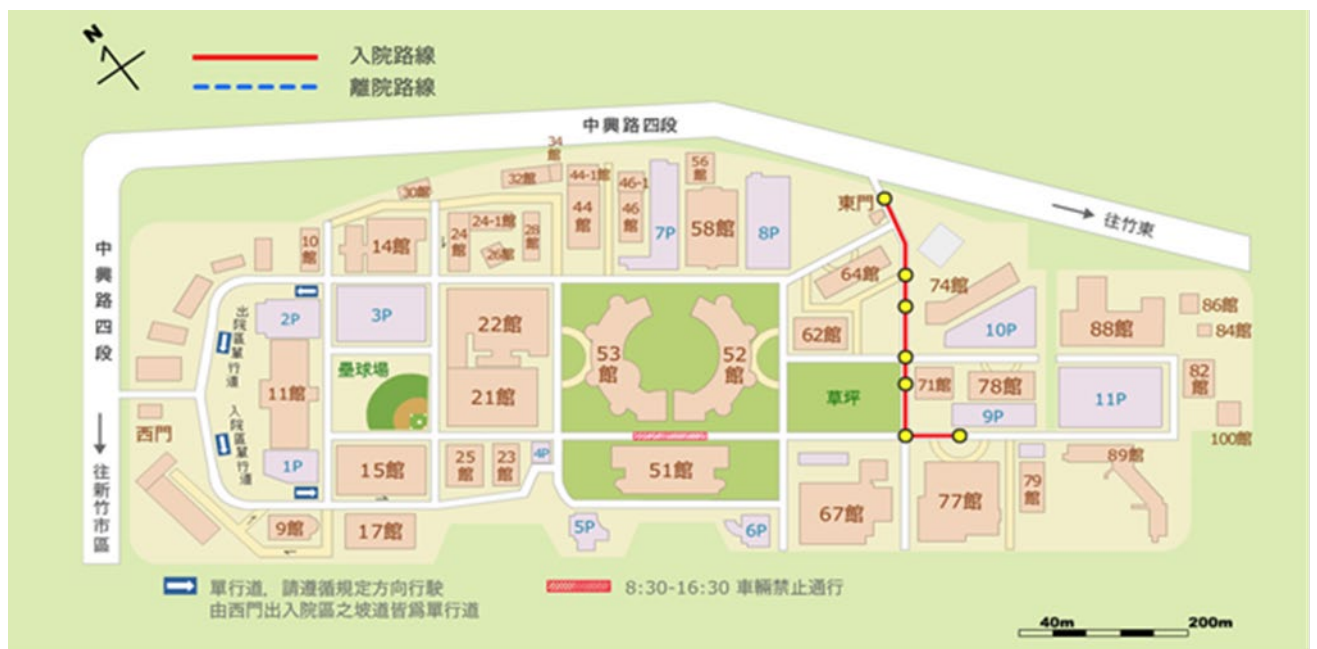 N
入院路線
離院路線
中興路四段
34館
32館
44-1館
46-1
56館
30館
東門
往竹東
10館
14館
24館
24-1館
26館
28館
44館
46館
7P
58館
8P
中興路四段
64館
74館
86館
84館
2P
3P
22館
出院區單行道
53館
52館
62館
10P
88館
壘球場
11館
21館
草坪
71館
78館
9P
11P
82館
100館
西門
入院區單行道
1P
15館
25館
23館
4P
51館
89館
67館
77館
79館
往新竹市區
9館
17館
5P
6P
單行道, 請遵循規定方向行駛
由西門出入院區之坡道皆爲單行道
8:30-16:30 車輛禁止通行
40m
200m